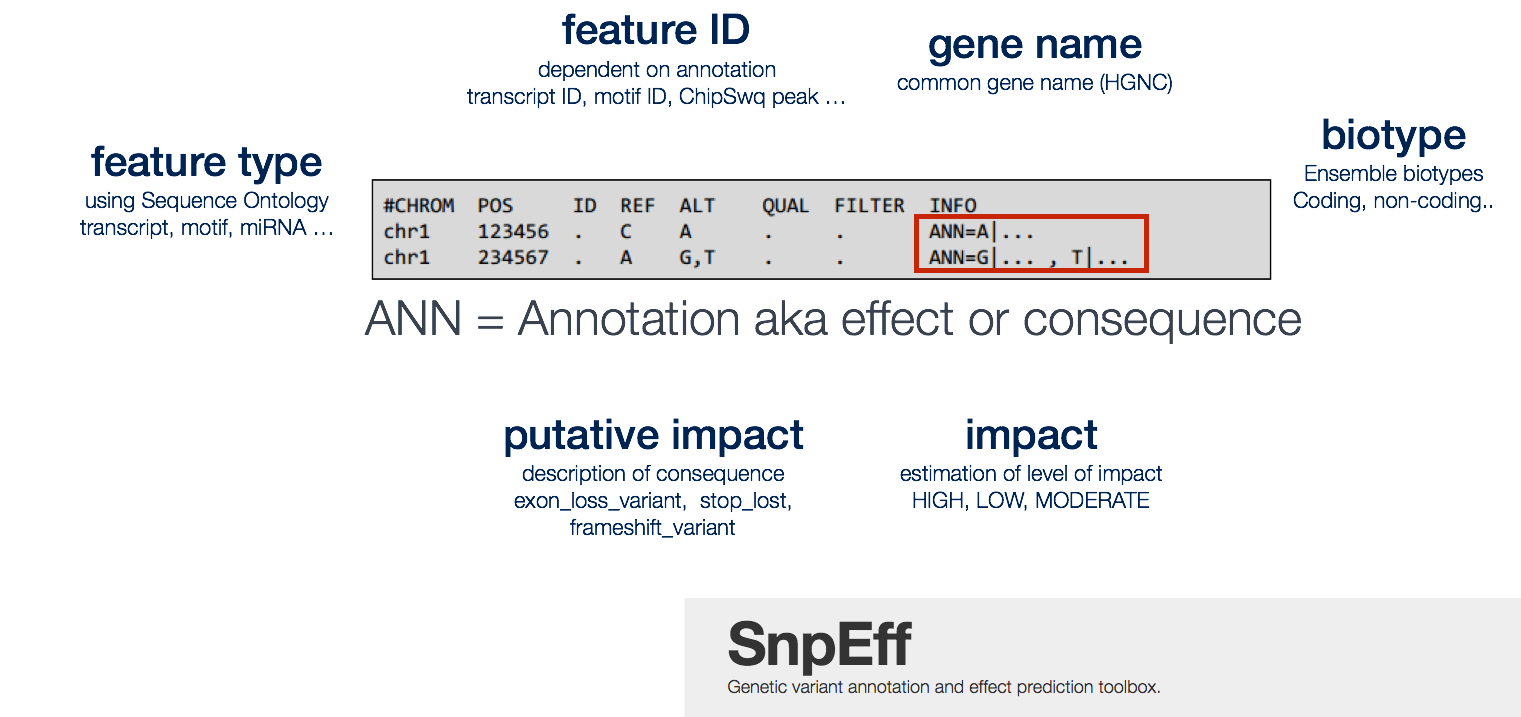 feature ID
dependent on annotation
transcript ID, motif ID, ChipSwq peak …
gene name
common gene name (HGNC)
biotype
Ensemble biotypes
Coding, non-coding..
feature type
using Sequence Ontology
transcript, motif, miRNA …
#CHROM POS ID REF ALT QUAL FILTER INFO
chr1 123456 . C A . . ANN=A|...
chr1 234567 . A G,T . . ANN=G|... , T|...
ANN = Annotation aka effect or consequence
putative impact
description of consequence
exon_loss_variant, stop_lost,
frameshift_variant
impact
estimation of level of impact
HIGH, LOW, MODERATE
SnpEff
Genetic variant annotation and effect prediction toolbox.